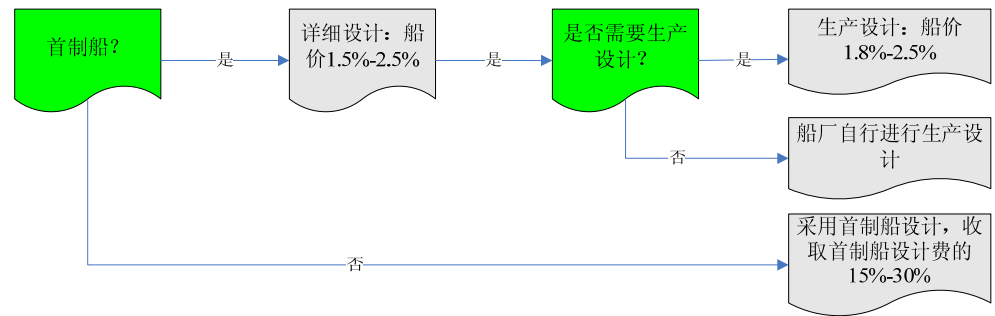 首制船?
是
详细设计：船
价1.5%-2.5%
是
是否需要生产
设计?
是
生产设计：船价
1.8%-2.5%
否
船厂自行进行生产设
计
否
采用首制船设计，收
取首制船设计费的
15%-30%